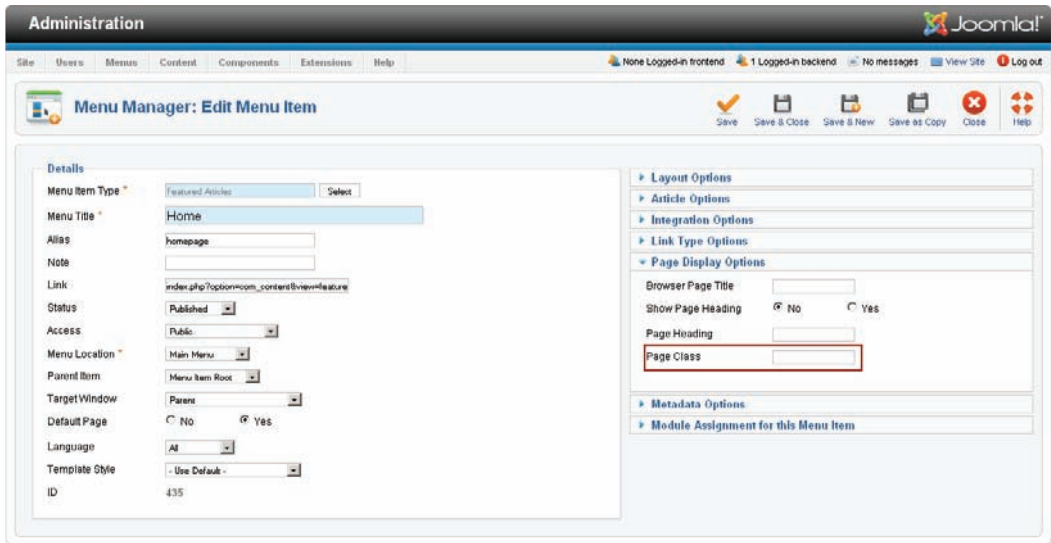 Administration
Joomla!
Site Users Menus Content Components Extensions Help
None Logged-in frontend 1 Logged-in backend No messages View Site Log out
Menu Manager: Edit Menu Item
Save Save & Close Save & New Save as Copy Close Help
Details
Menu Item Type * Featured Articles Select
Menu Title * Home
Alias homepage
Note
Link index.php?option=com_content&view=feature
Status Published
Access Public
Menu Location * Main Menu
Parent Item Menu Item Root
Target Window Parent
Default Page No Yes
Language All
Template Style - Use Default -
ID 435
Layout Options
Article Options
Integration Options
Link Type Options
Page Display Options
Browser Page Title
Show Page Heading No Yes
Page Heading
Page Class
Metadata Options
Module Assignment for this Menu Item